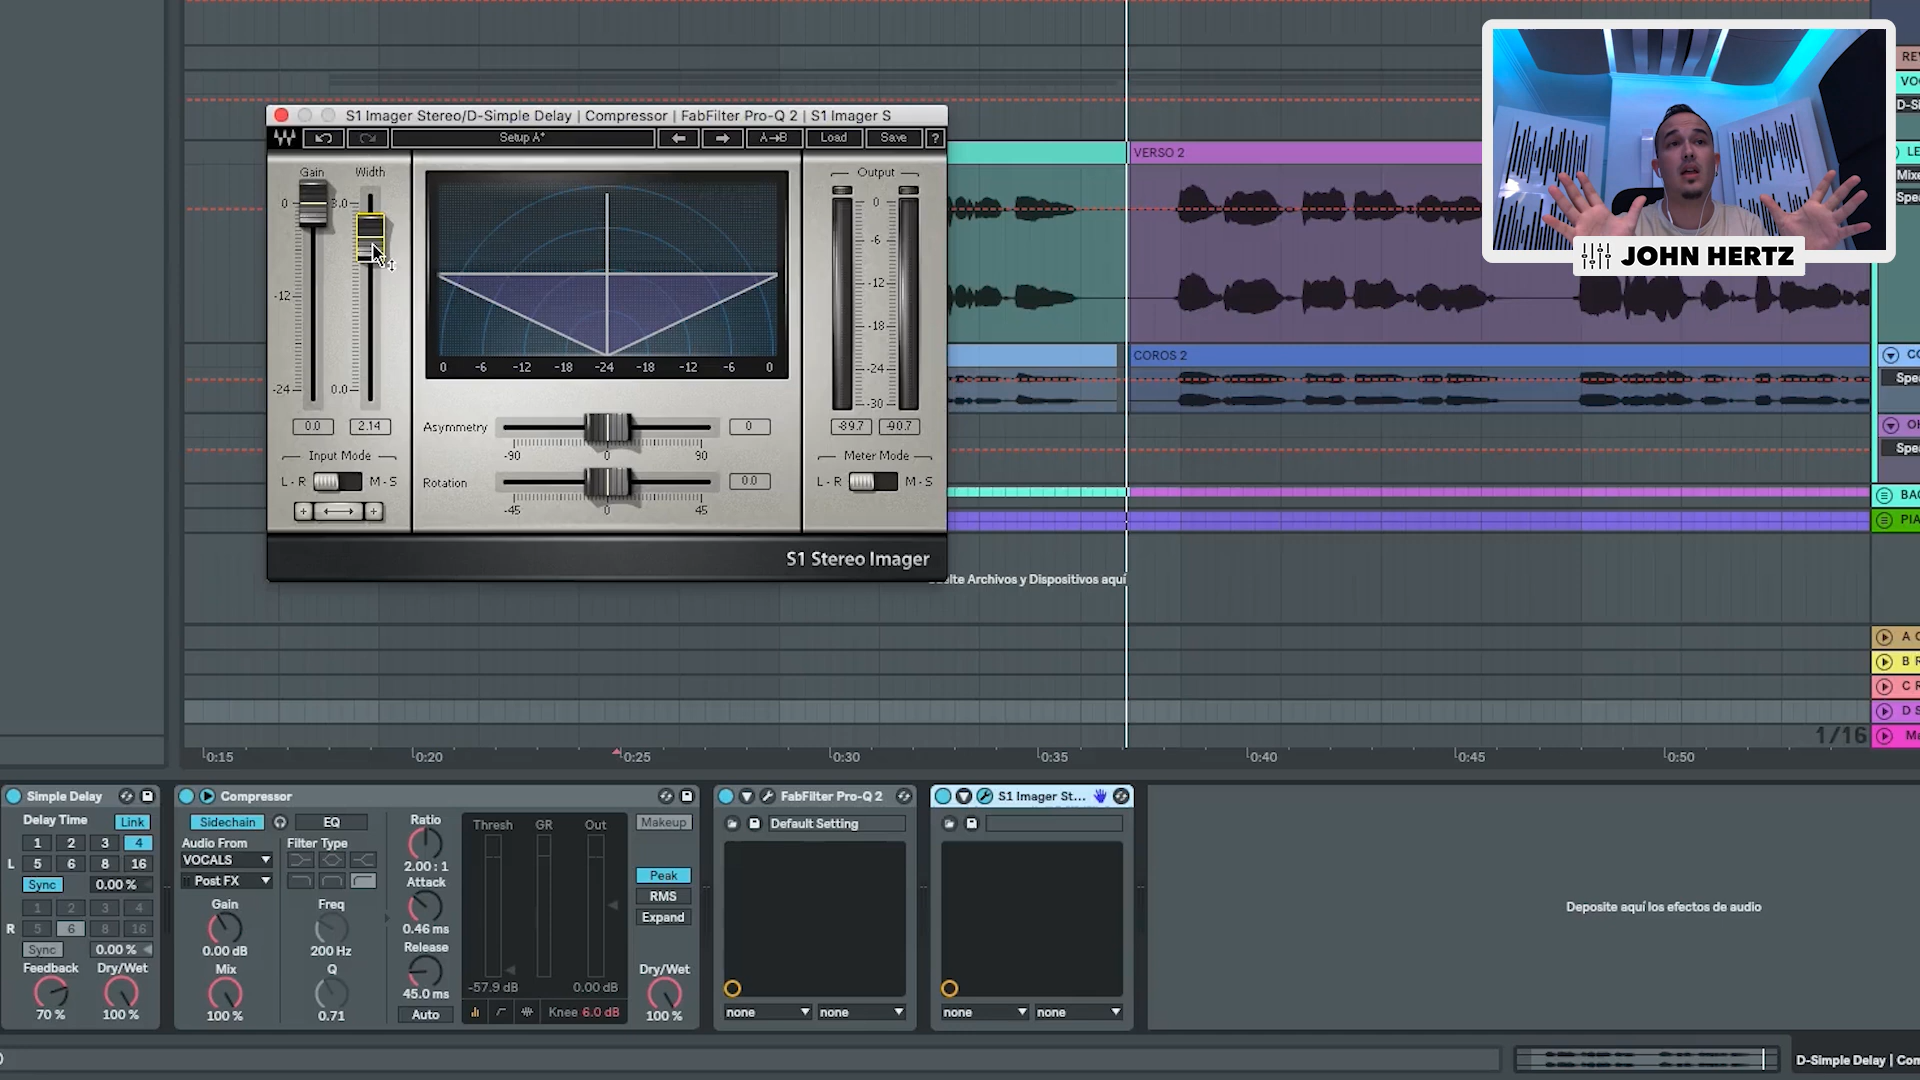 S1 Imager Stereo/D-Simple Delay | Compressor | FabFilter Pro-Q 2 | S1 Imager S
Setup A*
A→B
Load
Save
?
Gain
Width
0
3.0
-12
-24
0.0
0.0
2.14
Input Mode
L - R
M - S
0 -6 -12 -18 -24 -18 -12 -6 0
Asymmetry
0
-90 0 90
Rotation
0.0
-45 0 45
Output
0
-6
-12
-18
-24
-30
-89.7
-90.7
Meter Mode
L - R
M - S
S1 Stereo Imager
VERSO 2
COROS 2
JOHN HERTZ
Archivos y Dispositivos aquí
1/16
0:15
0:20
0:25
0:30
0:35
0:40
0:45
0:50
Simple Delay
Delay Time
Link
1 2 3 4
L
5 6 8 16
Sync
0.00 %
1 2 3 4
R
5 6 8 16
Sync
0.00 %
Feedback
Dry/Wet
70 %
100 %
Compressor
Sidechain
EQ
Audio From
Filter Type
VOCALS
Post FX
Gain
Freq
0.00 dB
200 Hz
Mix
Q
100 %
0.71
Ratio
2.00 : 1
Attack
0.46 ms
Release
45.0 ms
Auto
Thresh
GR
Out
-57.9 dB
0.00 dB
Knee 6.0 dB
Makeup
Peak
RMS
Expand
Dry/Wet
100 %
FabFilter Pro-Q 2
Default Setting
none
none
S1 Imager St...
none
none
Deposite aquí los efectos de audio
D-Simple Delay | Com